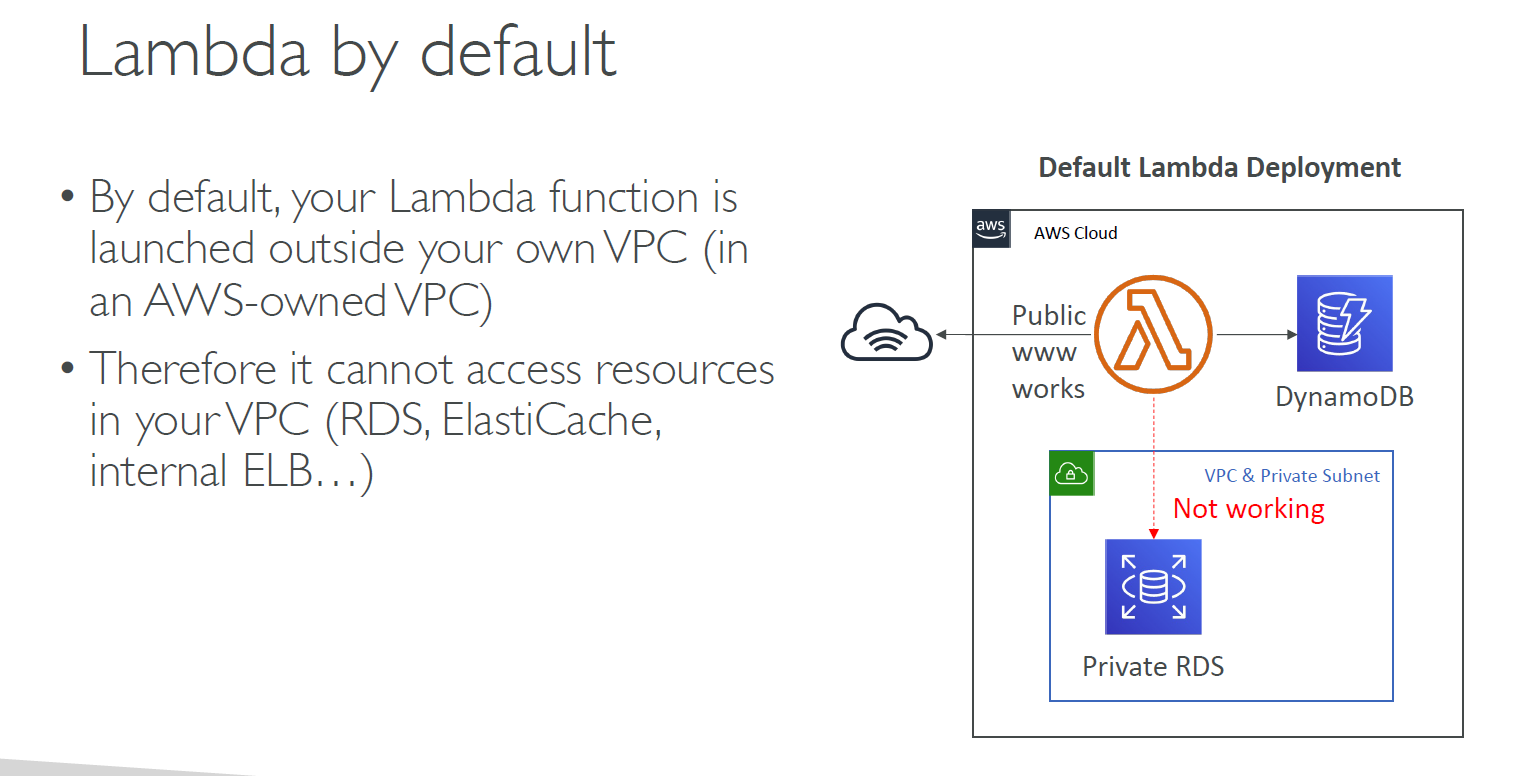 Lambda by default
• By default, your Lambda function is
launched outside your own VPC (in
an AWS-owned VPC)
• Therefore it cannot access resources
in your VPC (RDS, ElastiCache,
internal ELB…)
Default Lambda Deployment
aws
AWS Cloud
Public
www
works
DynamoDB
VPC & Private Subnet
Not working
Private RDS